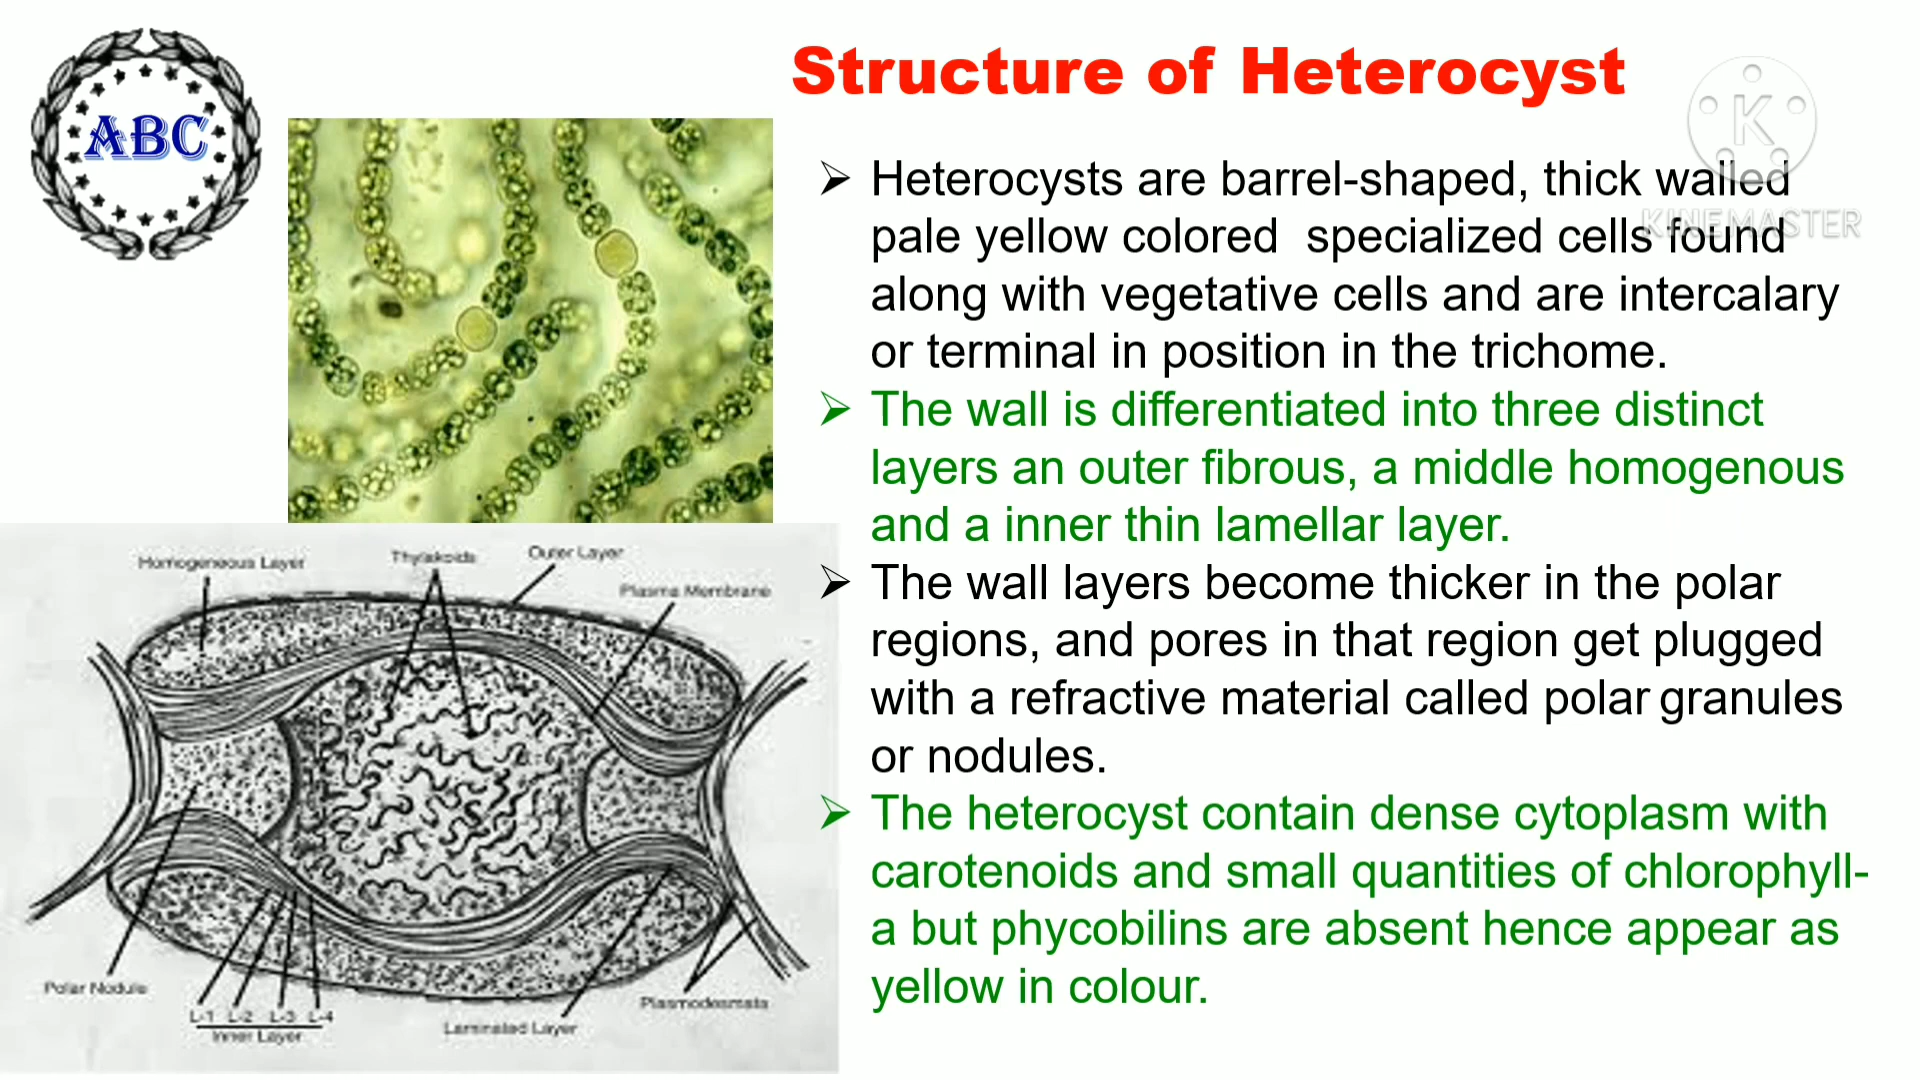 ABC
Structure of Heterocyst
K
KINEMASTER
➢ Heterocysts are barrel-shaped, thick walled
pale yellow colored specialized cells found
along with vegetative cells and are intercalary
or terminal in position in the trichome.
➢ The wall is differentiated into three distinct
layers an outer fibrous, a middle homogenous
and a inner thin lamellar layer.
➢ The wall layers become thicker in the polar
regions, and pores in that region get plugged
with a refractive material called polar granules
or nodules.
➢ The heterocyst contain dense cytoplasm with
carotenoids and small quantities of chlorophyll-
a but phycobilins are absent hence appear as
yellow in colour.
Homogeneous Layer
Thylakoids
Outer Layer
Plasma Membrane
Polar Nodule
L-1 L-2 L-3 L-4
Inner Layer
Laminated Layer
Plasmodesmata